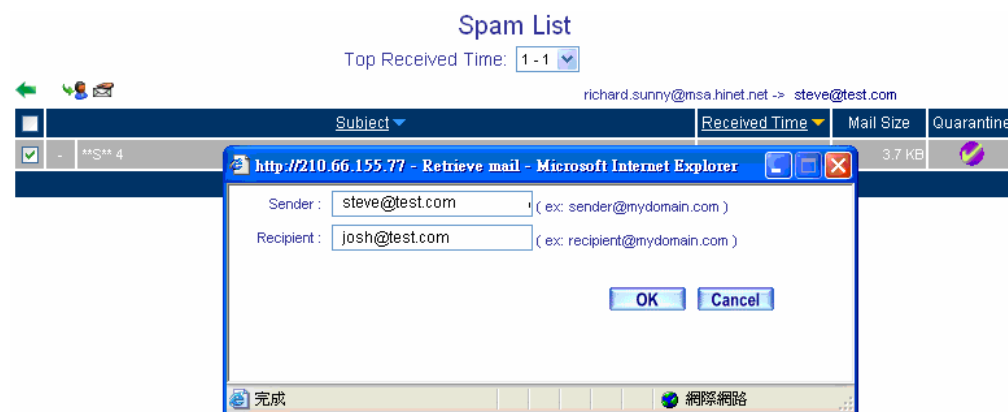 Spam List
Top Received Time: 1 - 1
richard.sunny@msa.hinet.net -> steve@test.com
Subject Received Time Mail Size Quarantine
- **S** 4 3.7 KB
http://210.66.155.77 - Retrieve mail - Microsoft Internet Explorer
Sender : steve@test.com ( ex: sender@mydomain.com )
Recipient : josh@test.com ( ex: recipient@mydomain.com )
OK Cancel
完成 網際網路